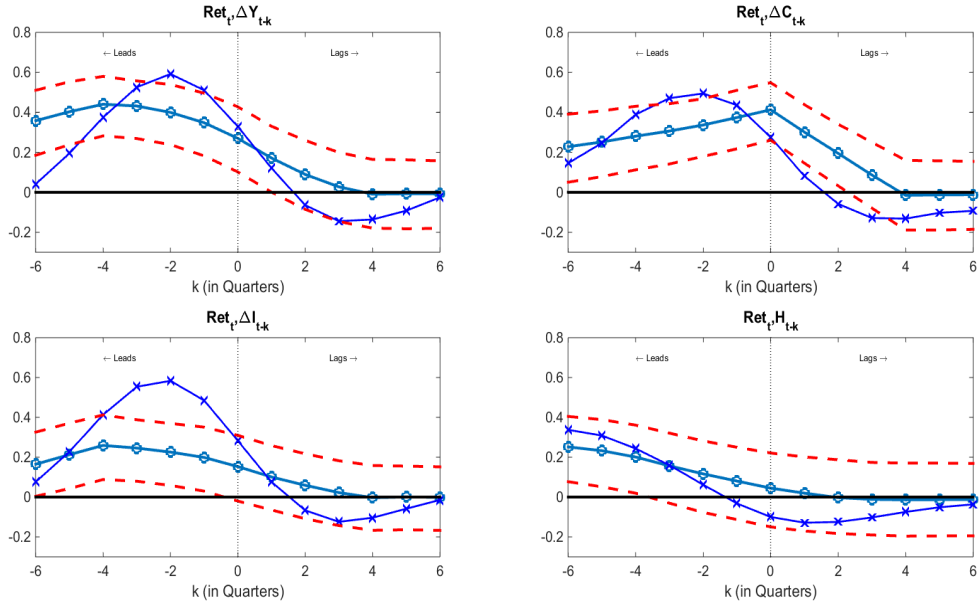 Ret_t,ΔY_{t-k}
← Leads
Lags →
0.8
0.6
0.4
0.2
0
-0.2
-6 -4 -2 0 2 4 6
k (in Quarters)
Ret_t,ΔC_{t-k}
← Leads
Lags →
0.8
0.6
0.4
0.2
0
-0.2
-6 -4 -2 0 2 4 6
k (in Quarters)
Ret_t,ΔI_{t-k}
← Leads
Lags →
0.8
0.6
0.4
0.2
0
-0.2
-6 -4 -2 0 2 4 6
k (in Quarters)
Ret_t,H_{t-k}
← Leads
Lags →
0.8
0.6
0.4
0.2
0
-0.2
-6 -4 -2 0 2 4 6
k (in Quarters)